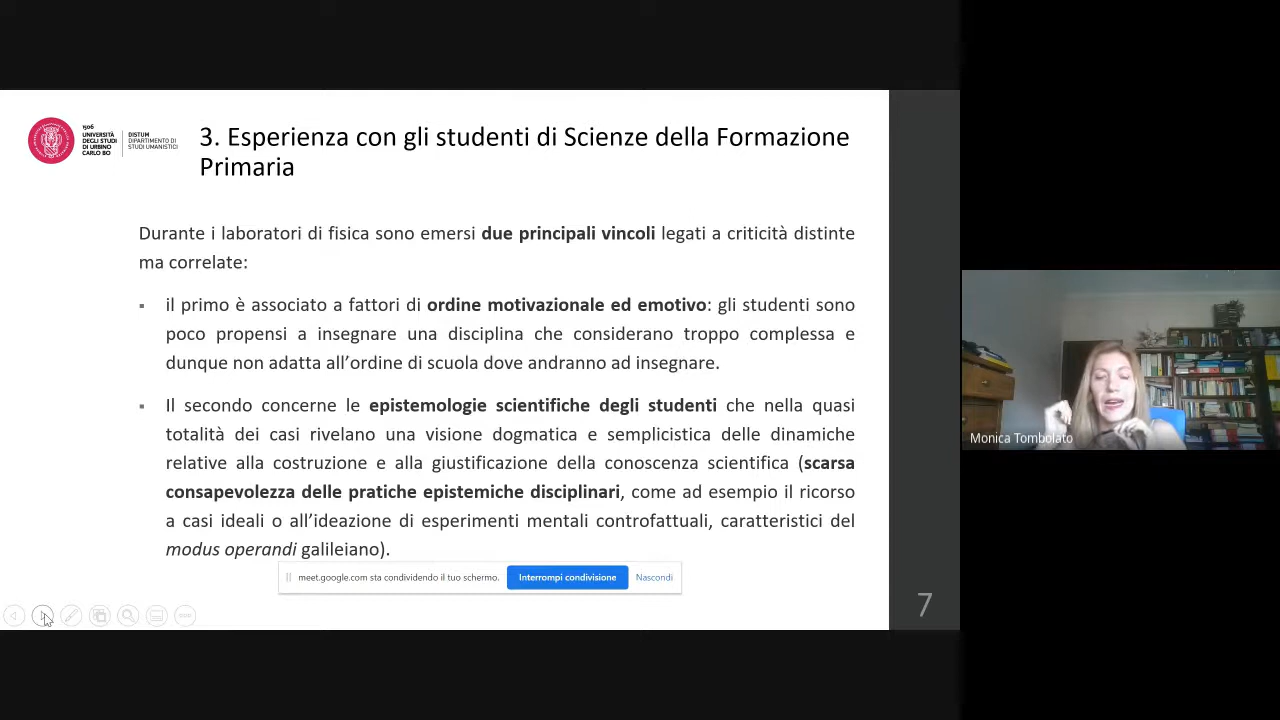 1506
UNIVERSITÀ
DEGLI STUDI
DI URBINO
CARLO BO
DISTUM
DIPARTIMENTO DI
STUDI UMANISTICI
3. Esperienza con gli studenti di Scienze della Formazione
Primaria
Durante i laboratori di fisica sono emersi due principali vincoli legati a criticità distinte
ma correlate:
▪ il primo è associato a fattori di ordine motivazionale ed emotivo: gli studenti sono
poco propensi a insegnare una disciplina che considerano troppo complessa e
dunque non adatta all’ordine di scuola dove andranno ad insegnare.
▪ Il secondo concerne le epistemologie scientifiche degli studenti che nella quasi
totalità dei casi rivelano una visione dogmatica e semplicistica delle dinamiche
relative alla costruzione e alla giustificazione della conoscenza scientifica (scarsa
consapevolezza delle pratiche epistemiche disciplinari, come ad esempio il ricorso
a casi ideali o all’ideazione di esperimenti mentali controfattuali, caratteristici del
modus operandi galileiano).
meet.google.com sta condividendo il tuo schermo.
Interrompi condivisione
Nascondi
7
Monica Tombolato